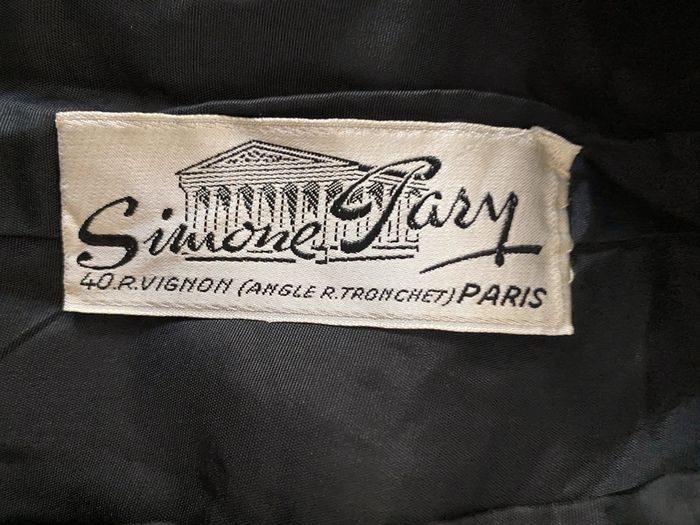 Simone Pary
40.R.VIGNON (ANGLE R.TRONCHET) PARIS